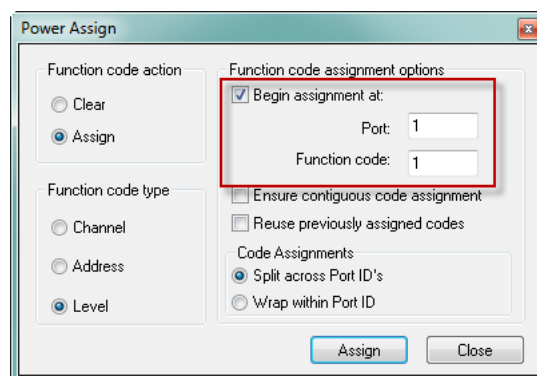 Power Assign
Function code action
Clear
Assign
Function code type
Channel
Address
Level
Function code assignment options
Begin assignment at:
Port: 1
Function code: 1
Ensure contiguous code assignment
Reuse previously assigned codes
Code Assignments
Split across Port ID's
Wrap within Port ID
Assign Close